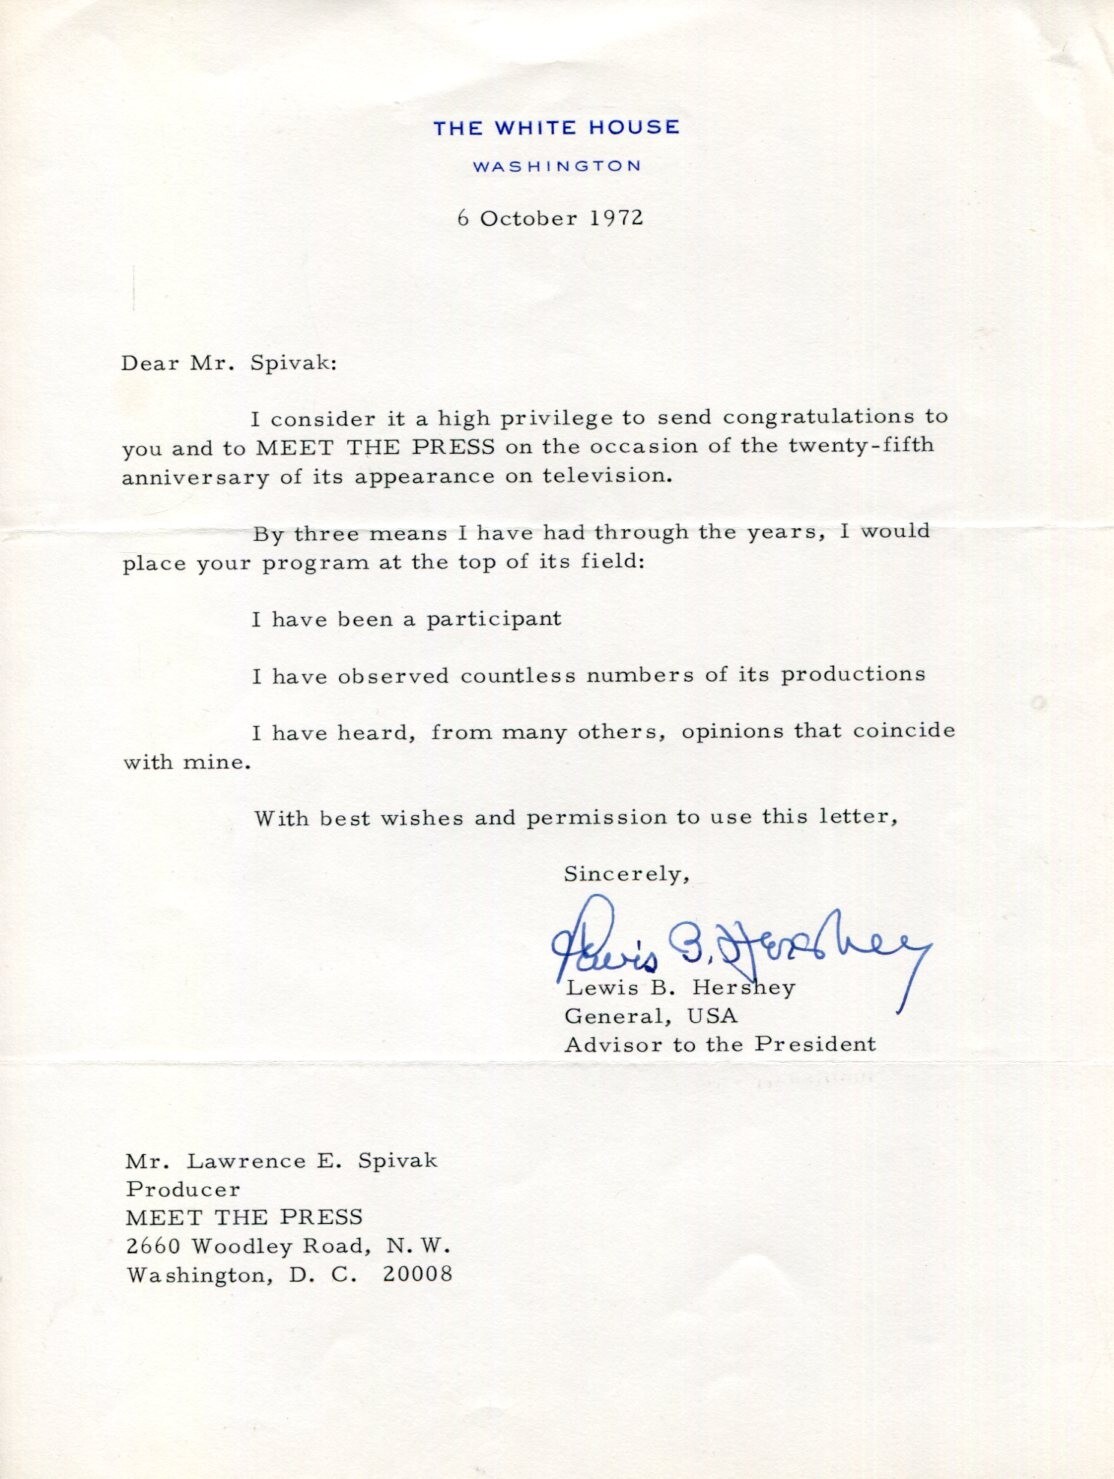 THE WHITE HOUSE
WASHINGTON
6 October 1972
Dear Mr. Spivak:
I consider it a high privilege to send congratulations to
you and to MEET THE PRESS on the occasion of the twenty-fifth
anniversary of its appearance on television.
By three means I have had through the years, I would
place your program at the top of its field:
I have been a participant
I have observed countless numbers of its productions
I have heard, from many others, opinions that coincide
with mine.
With best wishes and permission to use this letter,
Sincerely,
Lewis B. Hershey
Lewis B. Hershey
General, USA
Advisor to the President
Mr. Lawrence E. Spivak
Producer
MEET THE PRESS
2660 Woodley Road, N. W.
Washington, D. C. 20008